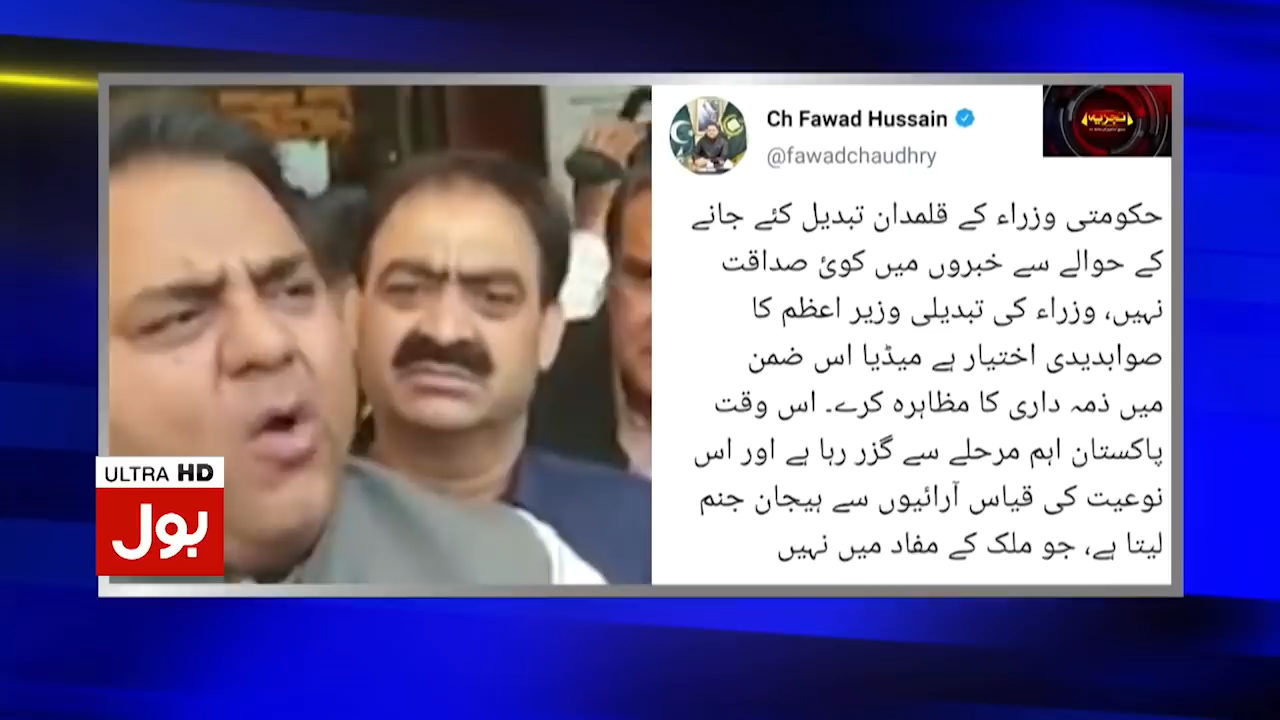 Ch Fawad Hussain
@fawadchaudhry
تجزیہ
حکومتی وزراء کے قلمدان تبدیل کئے جانے
کے حوالے سے خبروں میں کوئ صداقت
نہیں، وزراء کی تبدیلی وزیر اعظم کا
صوابدیدی اختیار ہے میڈیا اس ضمن
میں ذمہ داری کا مظاہرہ کرے۔ اس وقت
پاکستان اہم مرحلے سے گزر رہا ہے اور اس
نوعیت کی قیاس آرائیوں سے ہیجان جنم
لیتا ہے، جو ملک کے مفاد میں نہیں
ULTRA HD
بول